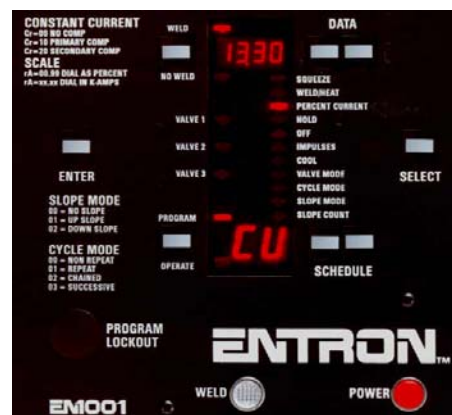 CONSTANT CURRENT
Cr=00 NO COMP
Cr=10 PRIMARY COMP
Cr=20 SECONDARY COMP
SCALE
rA=00.99 DIAL AS PERCENT
rA=xx.xx DIAL IN K-AMPS
WELD
1330
DATA
NO WELD
SQUEEZE
WELD/HEAT
PERCENT CURRENT
VALVE 1
HOLD
OFF
VALVE 2
IMPULSES
COOL
VALVE 3
VALVE MODE
CYCLE MODE
SLOPE MODE
SLOPE COUNT
ENTER
SELECT
SLOPE MODE
00 = NO SLOPE
01 = UP SLOPE
02 = DOWN SLOPE
PROGRAM
CU
CYCLE MODE
00 = NON REPEAT
01 = REPEAT
02 = CHAINED
03 = SUCCESSIVE
OPERATE
SCHEDULE
PROGRAM
LOCKOUT
ENTRON™
WELD
POWER
EM001